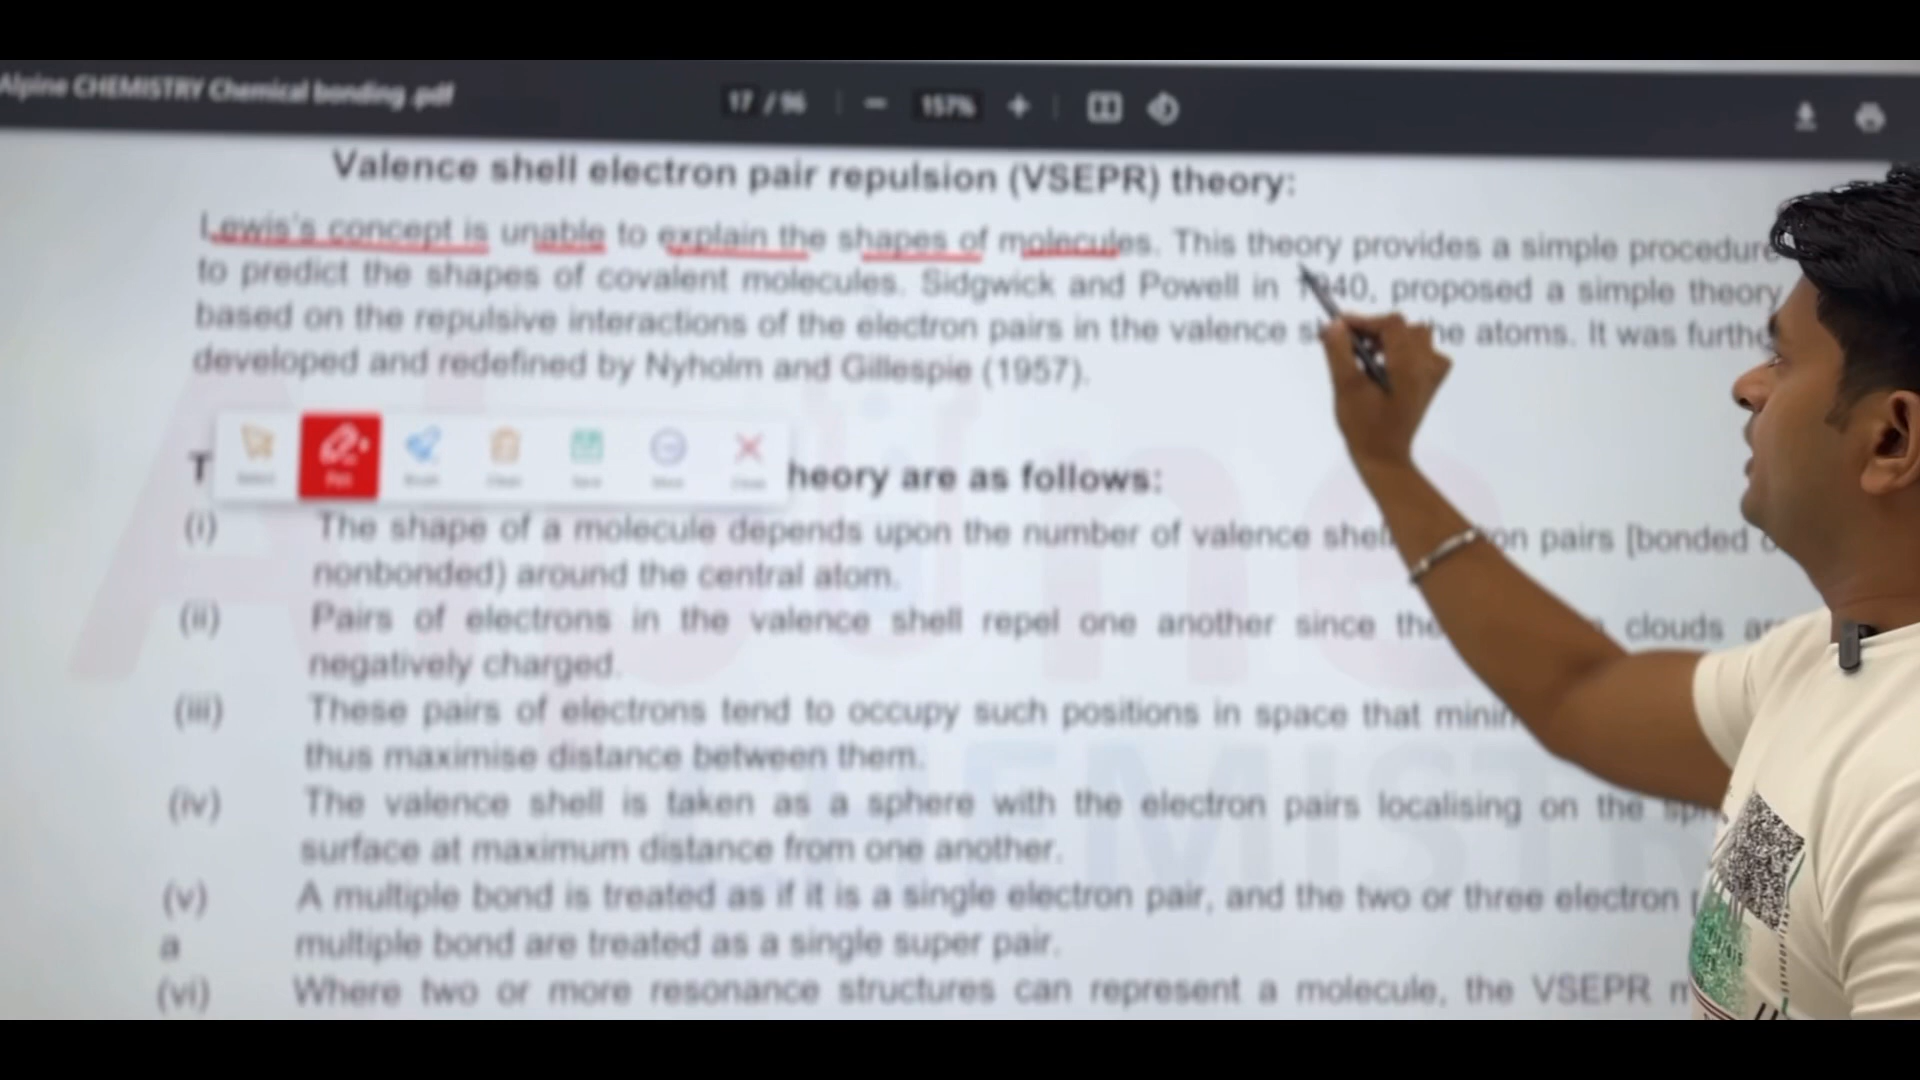 Alpine CHEMISTRY Chemical bonding .pdf
17 / 96
157%
Valence shell electron pair repulsion (VSEPR) theory:
Lewis's concept is unable to explain the shapes of molecules. This theory provides a simple procedure
to predict the shapes of covalent molecules. Sidgwick and Powell in 1940, proposed a simple theory
based on the repulsive interactions of the electron pairs in the valence the atoms. It was
developed and redefined by Nyholm and Gillespie (1957).
heory are as follows:
(i) The shape of a molecule depends upon the number of valence pairs [bonded
nonbonded) around the central atom.
(ii) Pairs of electrons in the valence shell repel one another since clouds
negatively charged.
(iii) These pairs of electrons tend to occupy such positions in space that
thus maximise distance between them.
(iv) The valence shell is taken as a sphere with the electron pairs localising on the
surface at maximum distance from one another.
(v) A multiple bond is treated as if it is a single electron pair, and the two or three electron
a multiple bond are treated as a single super pair.
(vi) Where two or more resonance structures can represent a molecule, the VSEPR